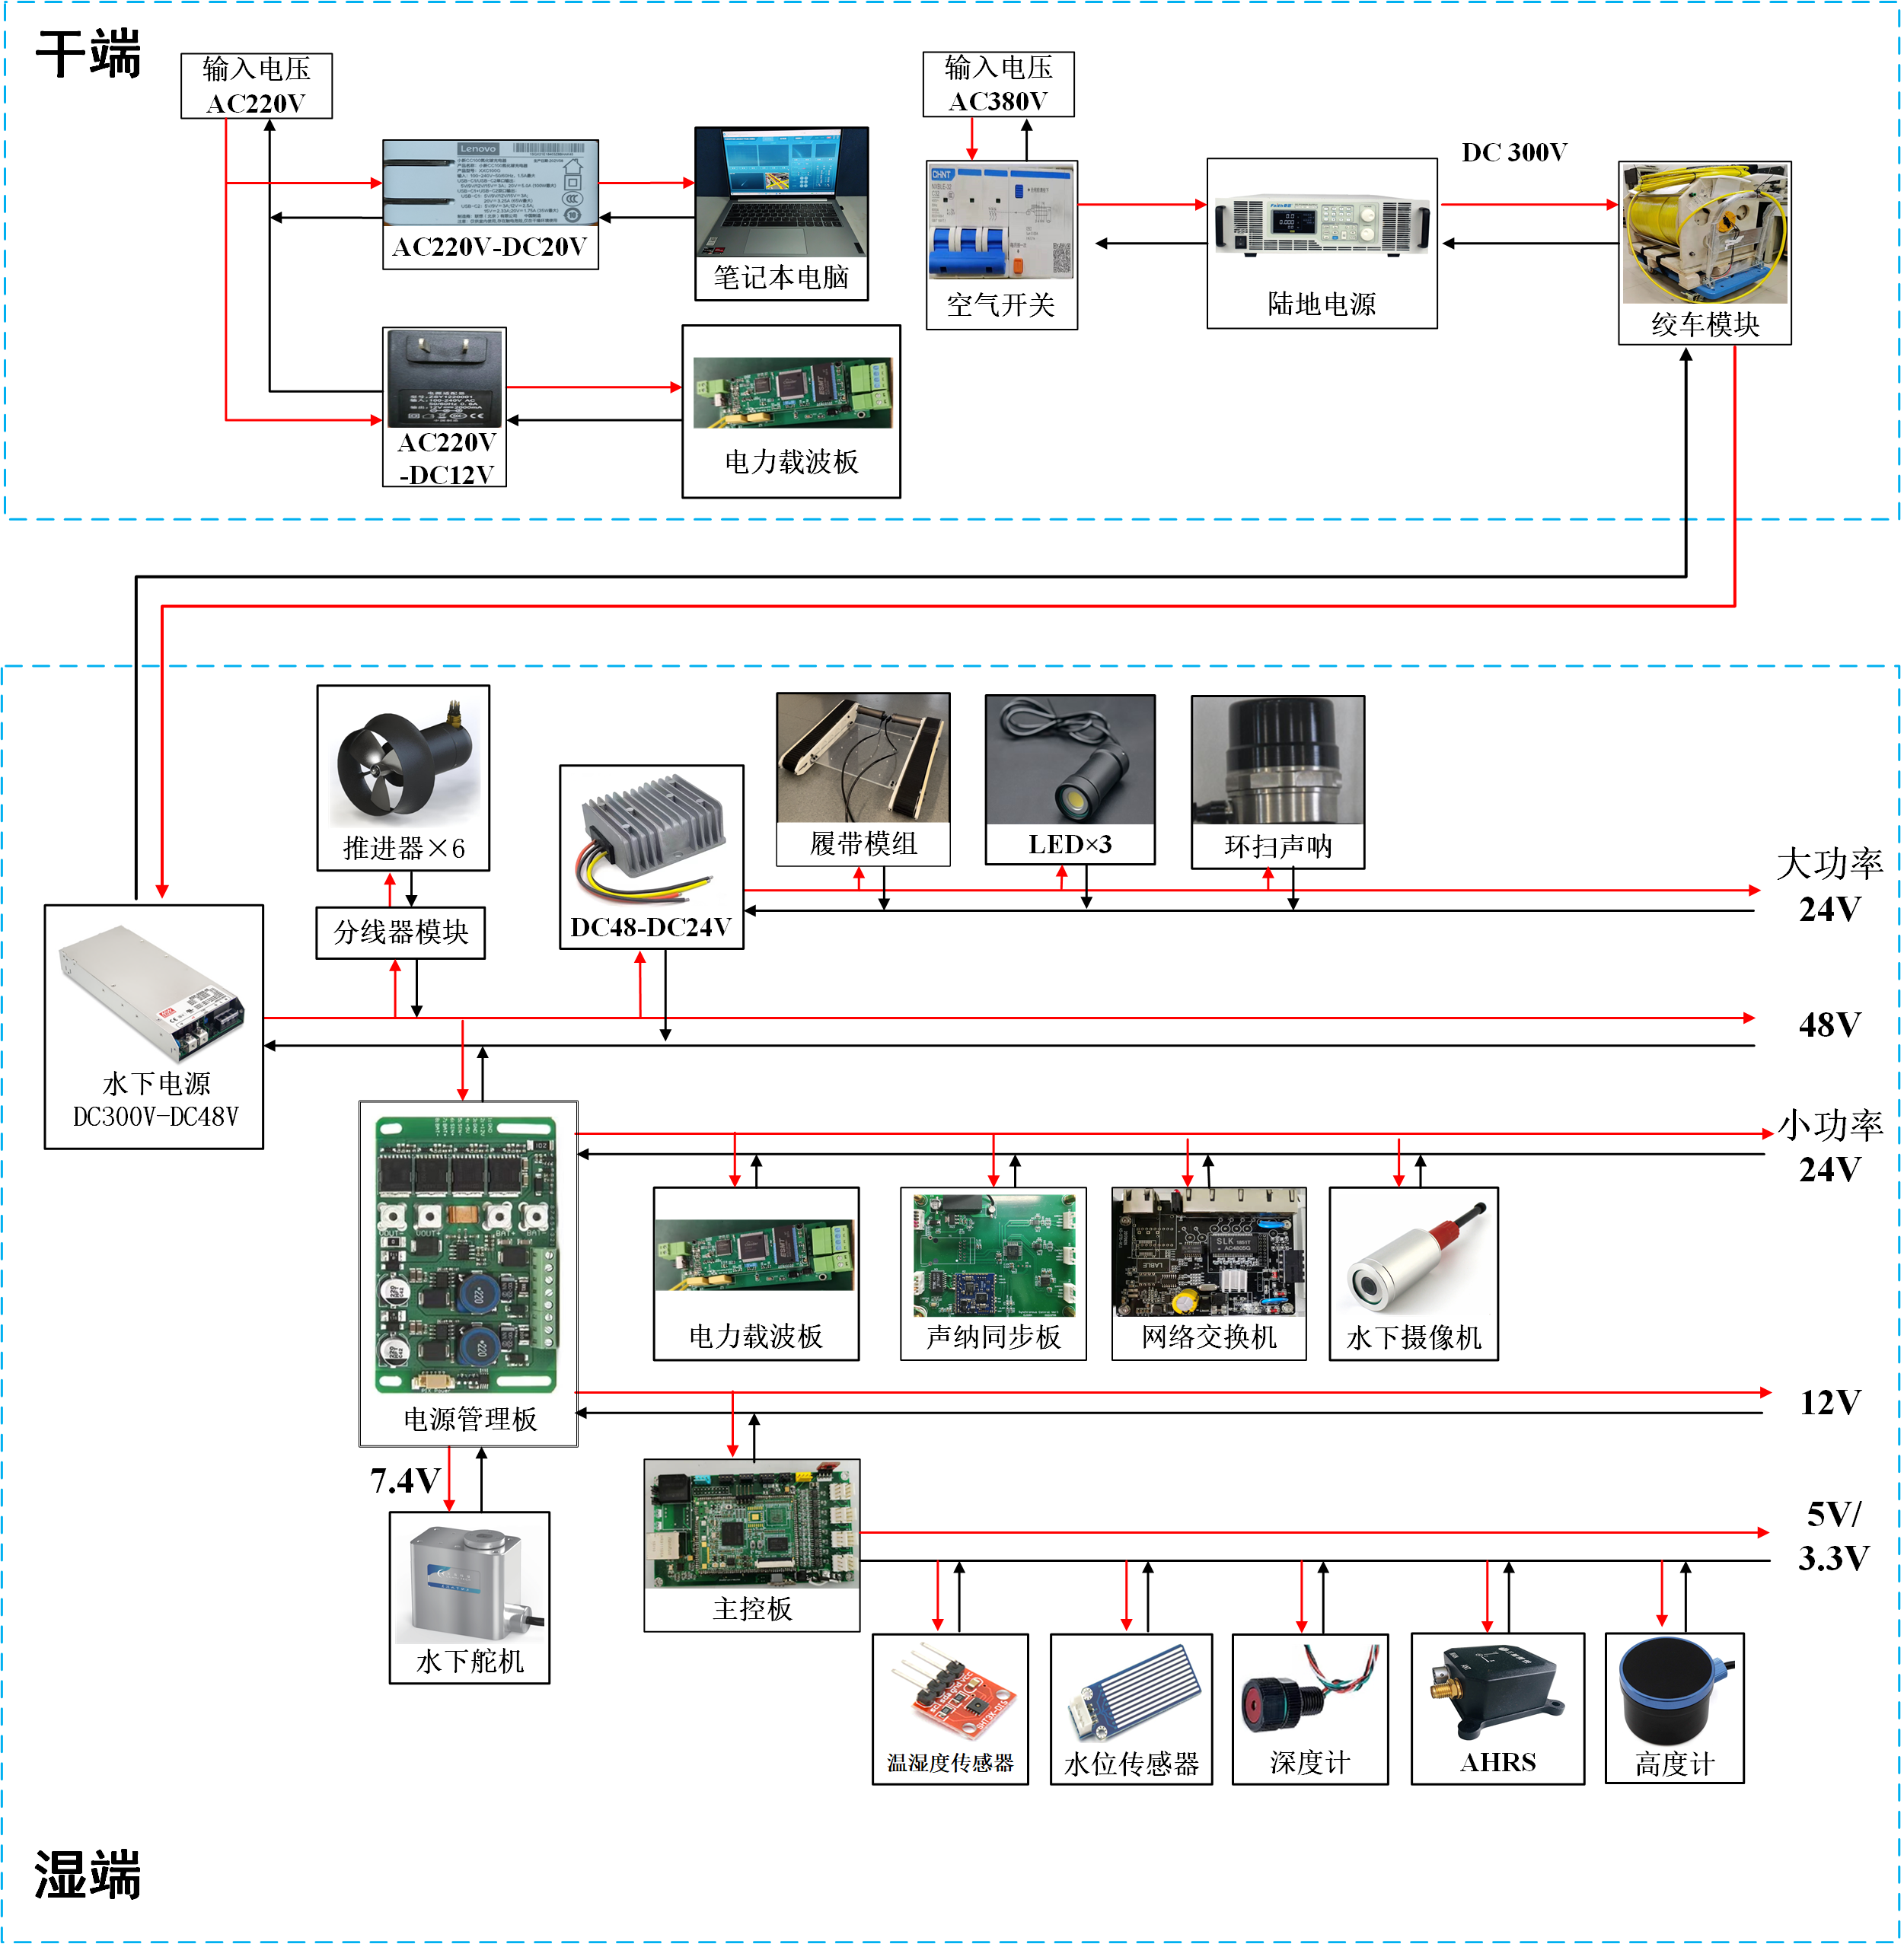 干端
输入电压
AC220V
输入电压
AC380V
Lenovo
AC220V-DC20V
笔记本电脑
CHNT
空气开关
陆地电源
DC 300V
绞车模块
AC220V
-DC12V
电力载波板
推进器×6
分线器模块
DC48-DC24V
履带模组
LED×3
环扫声呐
大功率
24V
48V
水下电源
DC300V-DC48V
小功率
24V
电力载波板
声纳同步板
SLK
网络交换机
水下摄像机
220
220
电源管理板
12V
7.4V
水下舵机
主控板
5V/
3.3V
温湿度传感器
水位传感器
深度计
AHRS
高度计
湿端